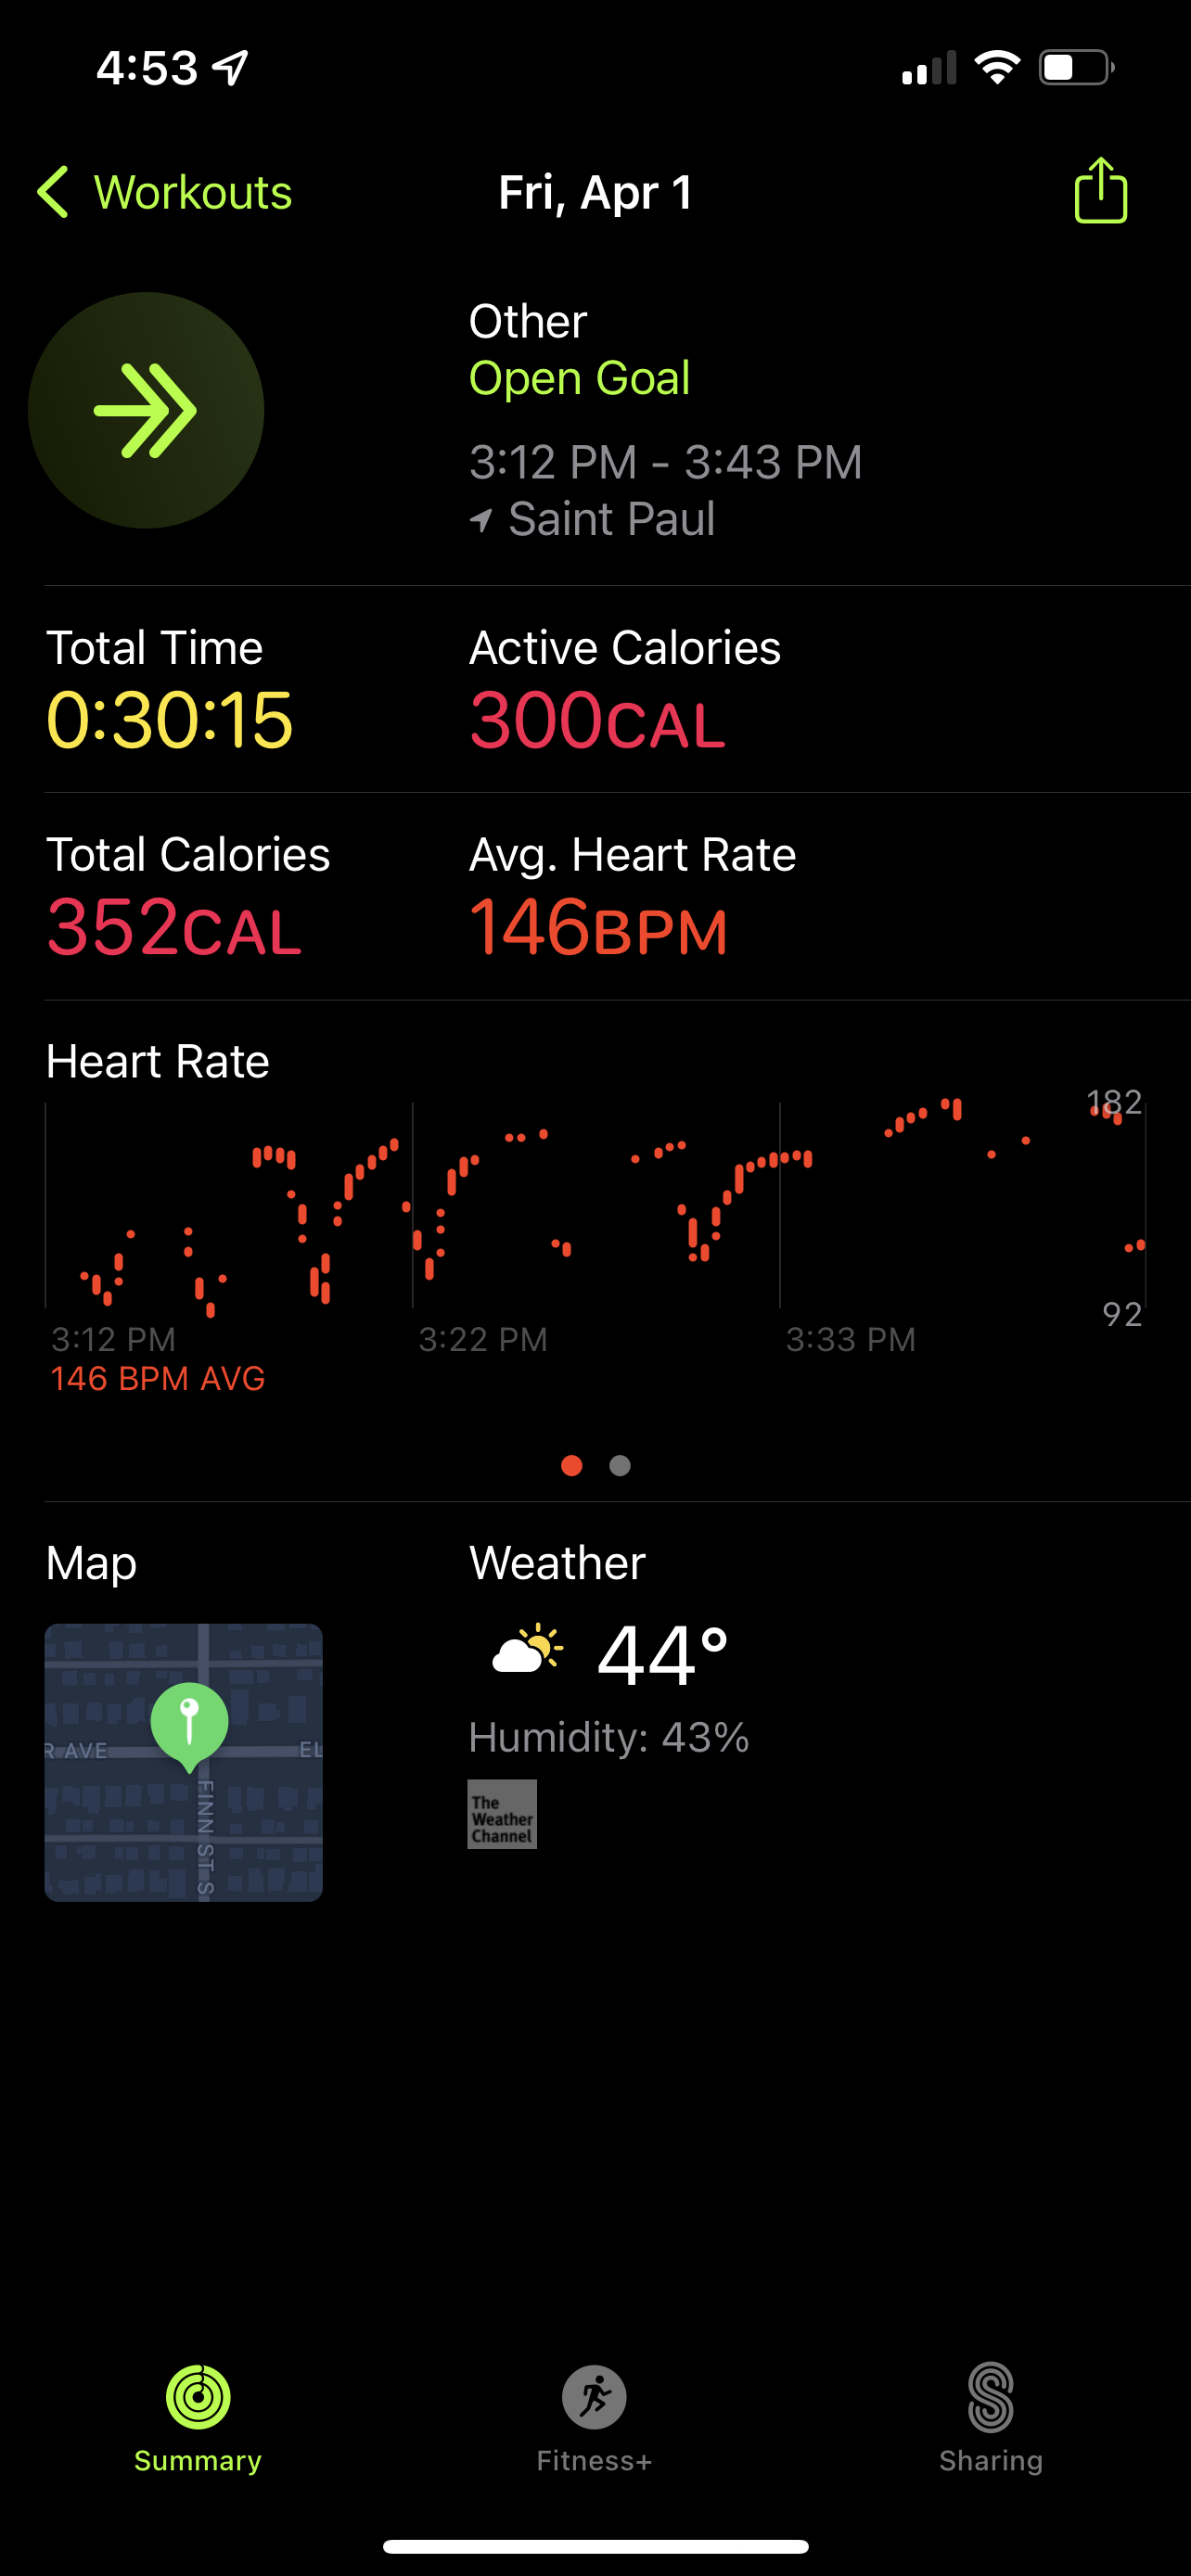 4:53
Workouts
Fri, Apr 1
Other
Open Goal
3:12 PM - 3:43 PM
Saint Paul
Total Time
0:30:15
Active Calories
300CAL
Total Calories
352CAL
Avg. Heart Rate
146BPM
Heart Rate
182
92
3:12 PM
3:22 PM
3:33 PM
146 BPM AVG
Map
Weather
44°
Humidity: 43%
R AVE
EL
FINN ST S
The
Weather
Channel
Summary
Fitness+
Sharing